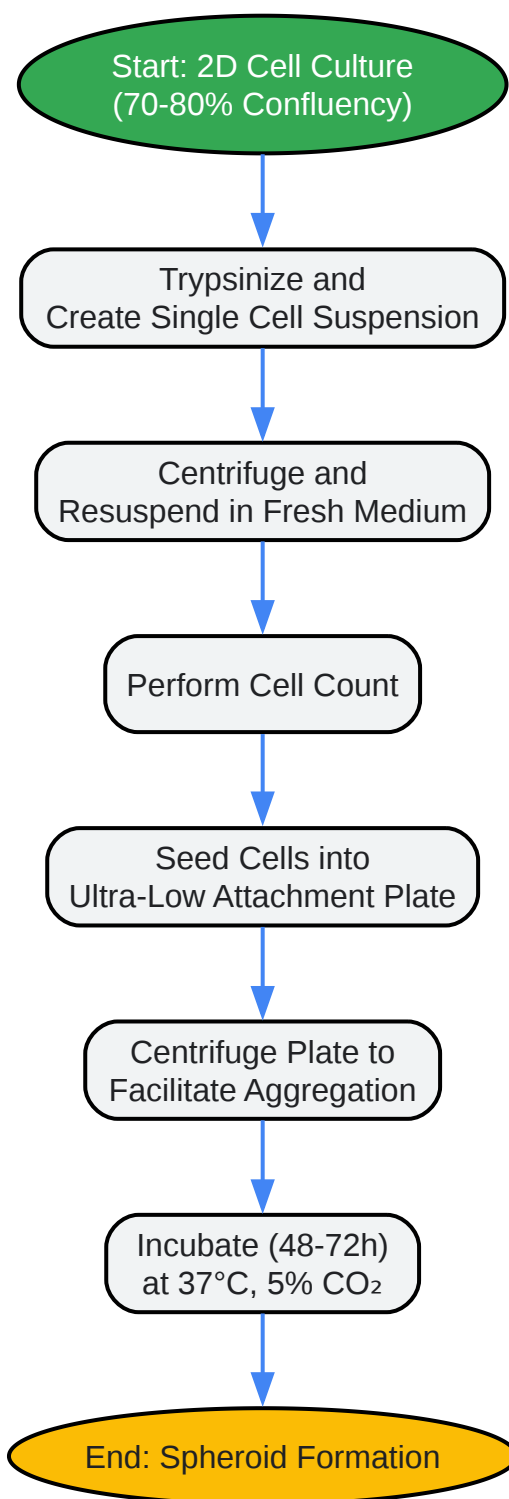 Start: 2D Cell Culture
(70-80% Confluency)
Trypsinize and
Create Single Cell Suspension
Centrifuge and
Resuspend in Fresh Medium
Perform Cell Count
Seed Cells into
Ultra-Low Attachment Plate
Centrifuge Plate to
Facilitate Aggregation
Incubate (48-72h)
at 37°C, 5% CO₂
End: Spheroid Formation